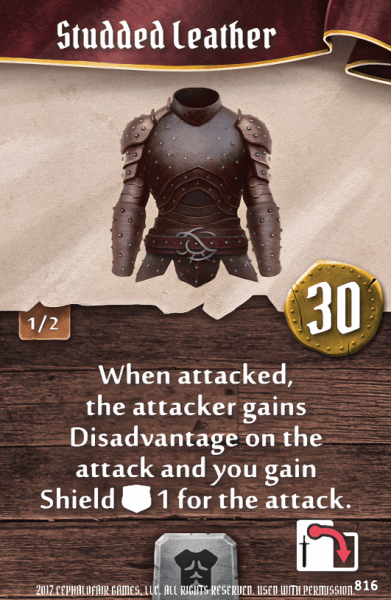 Studded Leather
1/2
30
When attacked,
the attacker gains
Disadvantage on the
attack and you gain
Shield 1 for the attack.
816
2017 CEPHALOFAIR GAMES, LLC. ALL RIGHTS RESERVED. USED WITH PERMISSION.